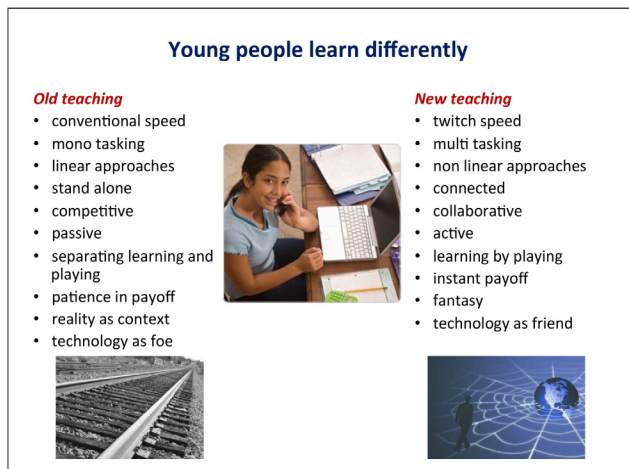 Young people learn differently
Old teaching
• conventional speed
• mono tasking
• linear approaches
• stand alone
• competitive
• passive
• separating learning and
playing
• patience in payoff
• reality as context
• technology as foe
New teaching
• twitch speed
• multi tasking
• non linear approaches
• connected
• collaborative
• active
• learning by playing
• instant payoff
• fantasy
• technology as friend